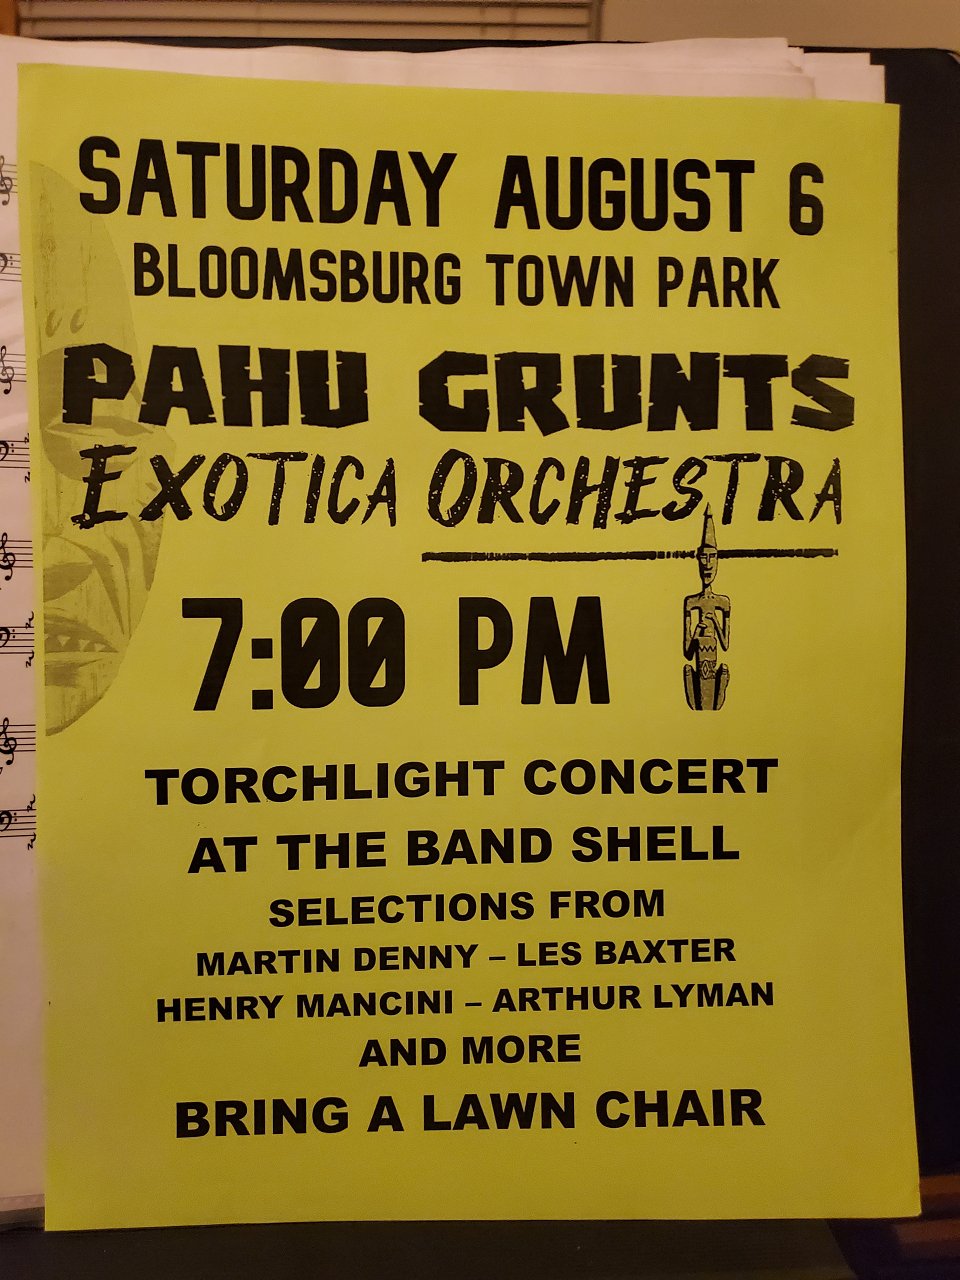 SATURDAY AUGUST 6
BLOOMSBURG TOWN PARK
PAHU GRUNTS
EXOTICA ORCHESTRA
7:00 PM
TORCHLIGHT CONCERT
AT THE BAND SHELL
SELECTIONS FROM
MARTIN DENNY – LES BAXTER
HENRY MANCINI – ARTHUR LYMAN
AND MORE
BRING A LAWN CHAIR